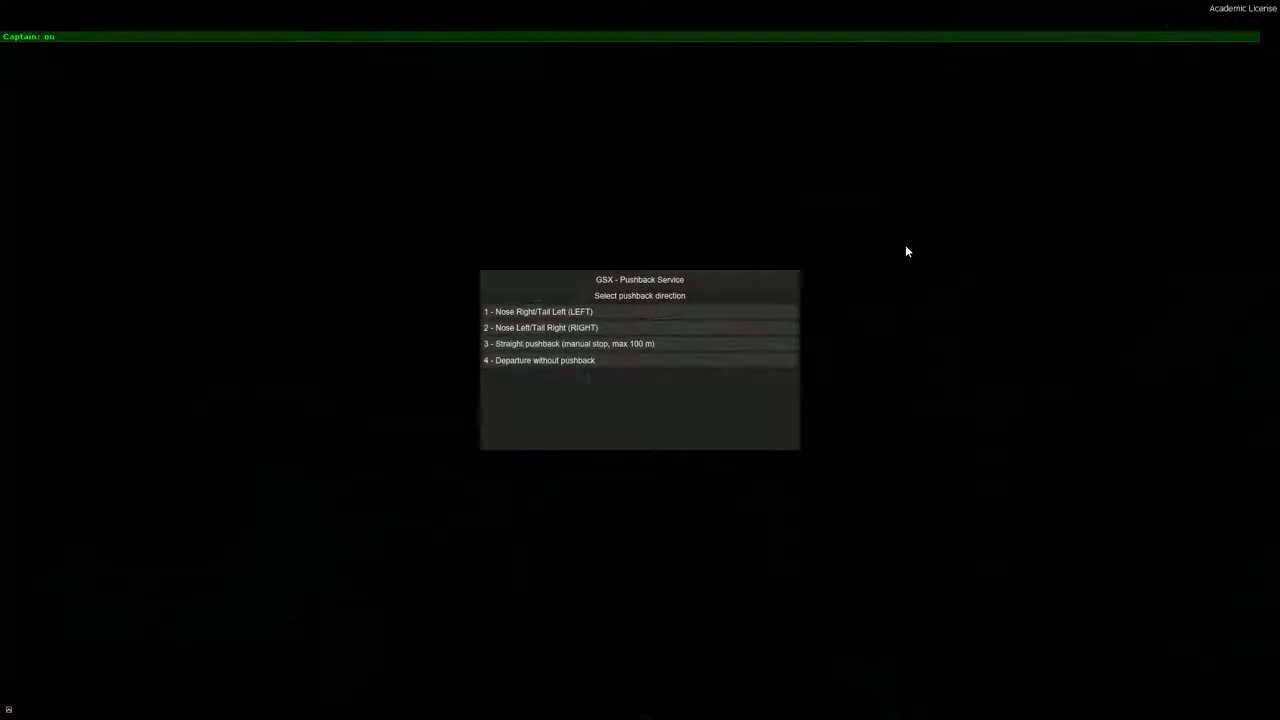 Academic License
Captain: on
GSX - Pushback Service
Select pushback direction
1 - Nose Right/Tail Left (LEFT)
2 - Nose Left/Tail Right (RIGHT)
3 - Straight pushback (manual stop, max 100 m)
4 - Departure without pushback